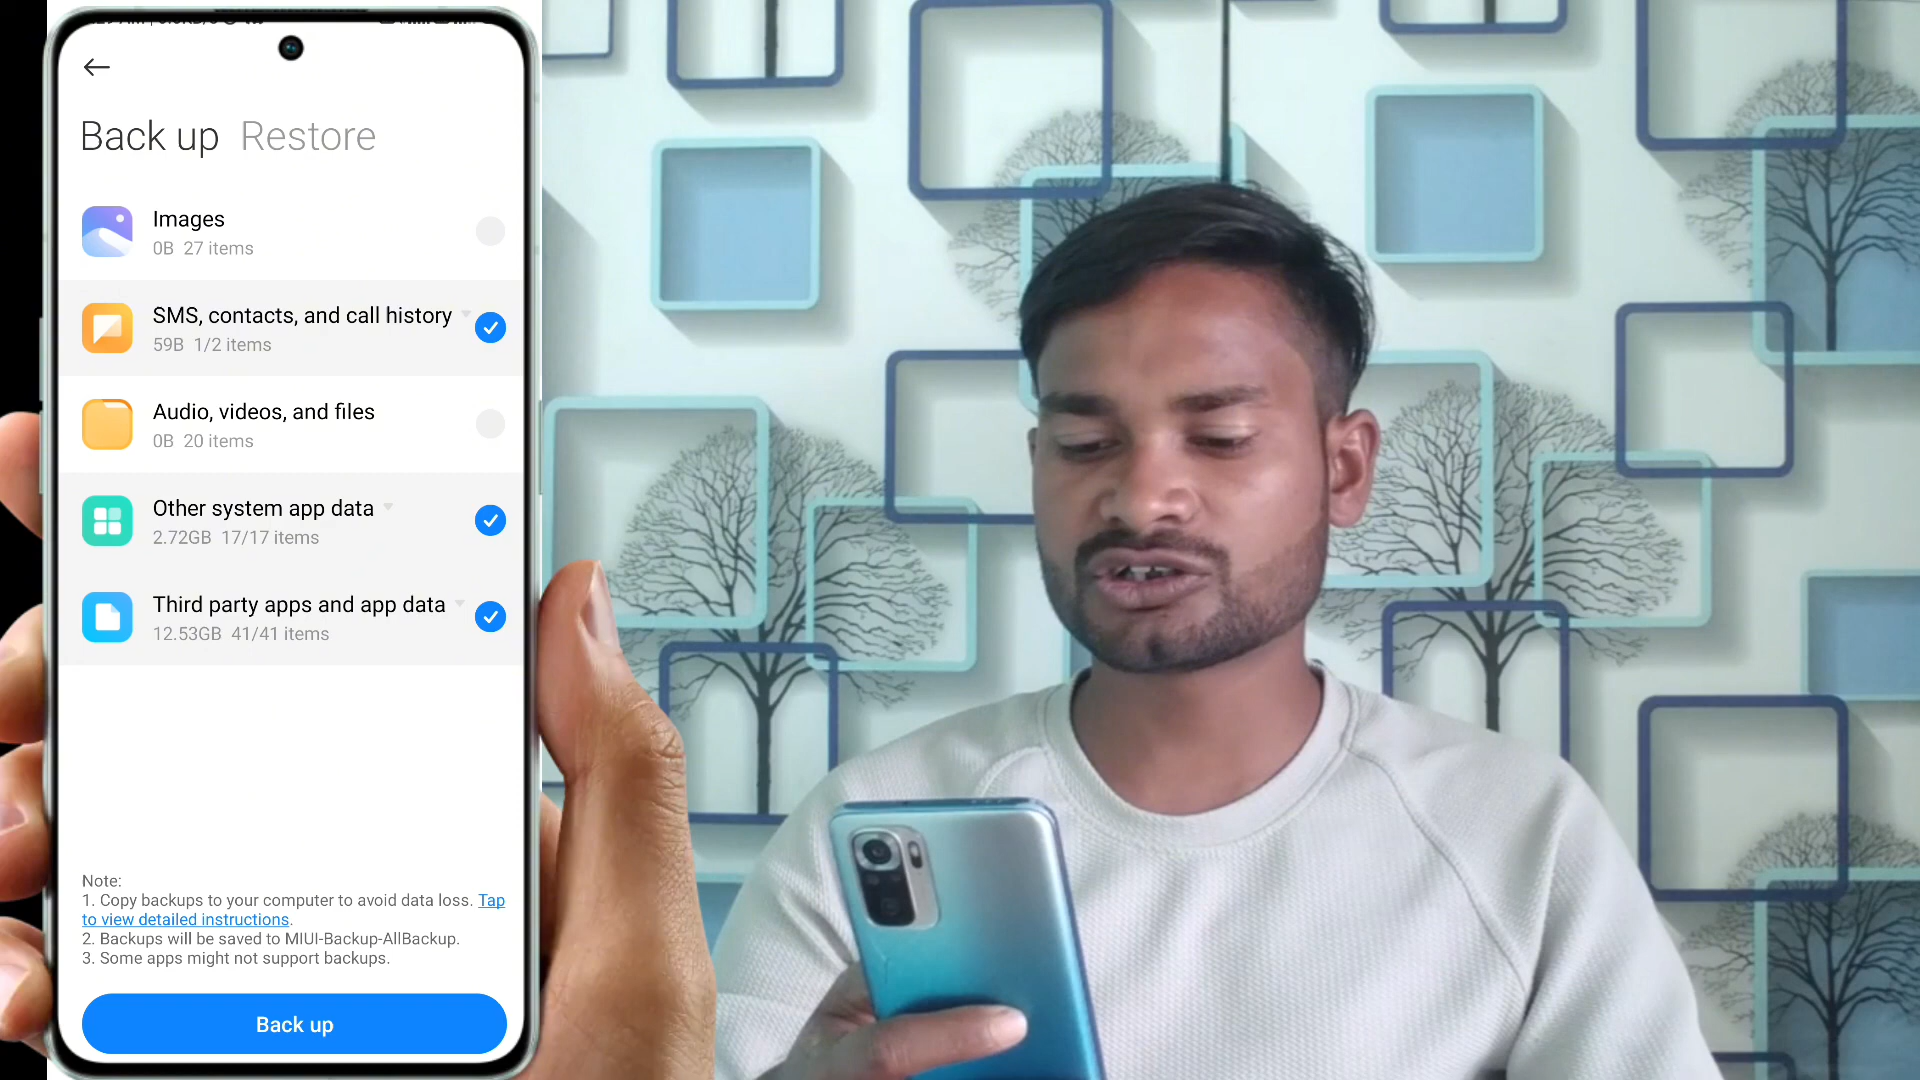 Back up Restore
Images
0B 27 items
SMS, contacts, and call history
59B 1/2 items
Audio, videos, and files
0B 20 items
Other system app data
2.72GB 17/17 items
Third party apps and app data
12.53GB 41/41 items
Note:
1. Copy backups to your computer to avoid data loss. Tap
to view detailed instructions.
2. Backups will be saved to MIUI-Backup-AllBackup.
3. Some apps might not support backups.
Back up